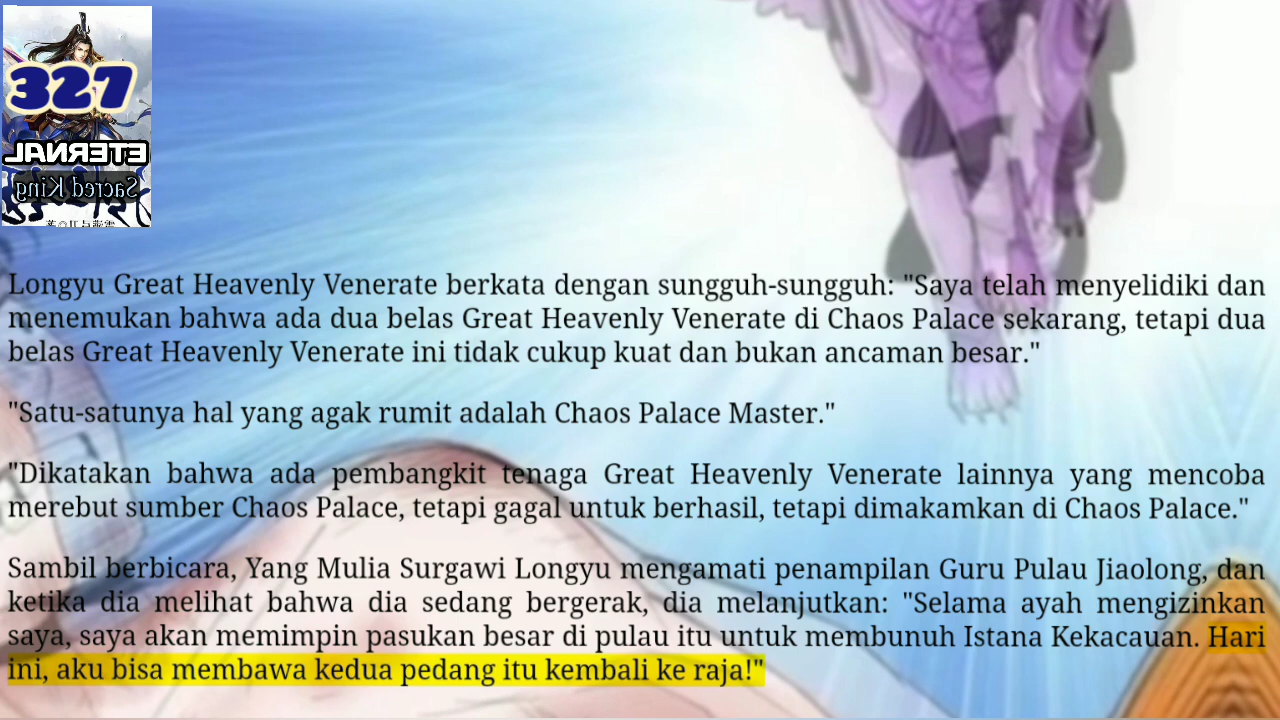 327
ETERNAL
Sacred King
Longyu Great Heavenly Venerate berkata dengan sungguh-sungguh: "Saya telah menyelidiki dan
menemukan bahwa ada dua belas Great Heavenly Venerate di Chaos Palace sekarang, tetapi dua
belas Great Heavenly Venerate ini tidak cukup kuat dan bukan ancaman besar."
"Satu-satunya hal yang agak rumit adalah Chaos Palace Master."
"Dikatakan bahwa ada pembangkit tenaga Great Heavenly Venerate lainnya yang mencoba
merebut sumber Chaos Palace, tetapi gagal untuk berhasil, tetapi dimakamkan di Chaos Palace."
Sambil berbicara, Yang Mulia Surgawi Longyu mengamati penampilan Guru Pulau Jiaolong, dan
ketika dia melihat bahwa dia sedang bergerak, dia melanjutkan: "Selama ayah mengizinkan
saya, saya akan memimpin pasukan besar di pulau itu untuk membunuh Istana Kekacauan. Hari
ini, aku bisa membawa kedua pedang itu kembali ke raja!"